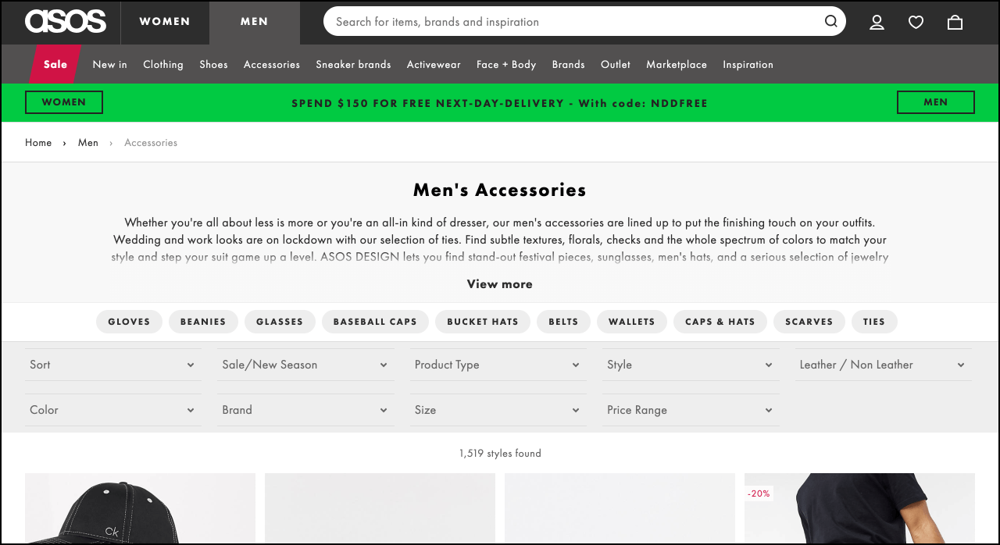 asos
WOMEN
MEN
Search for items, brands and inspiration
Sale
New in
Clothing
Shoes
Accessories
Sneaker brands
Activewear
Face + Body
Brands
Outlet
Marketplace
Inspiration
WOMEN
SPEND $150 FOR FREE NEXT-DAY-DELIVERY - With code: NDDFREE
MEN
Home › Men › Accessories
Men's Accessories
Whether you're all about less is more or you're an all-in kind of dresser, our men's accessories are lined up to put the finishing touch on your outfits.
Wedding and work looks are on lockdown with our selection of ties. Find subtle textures, florals, checks and the whole spectrum of colors to match your
style and step your suit game up a level. ASOS DESIGN lets you find stand-out festival pieces, sunglasses, men's hats, and a serious selection of jewelry
View more
GLOVES
BEANIES
GLASSES
BASEBALL CAPS
BUCKET HATS
BELTS
WALLETS
CAPS & HATS
SCARVES
TIES
Sort
Sale/New Season
Product Type
Style
Leather / Non Leather
Color
Brand
Size
Price Range
1,519 styles found
-20%
Ck